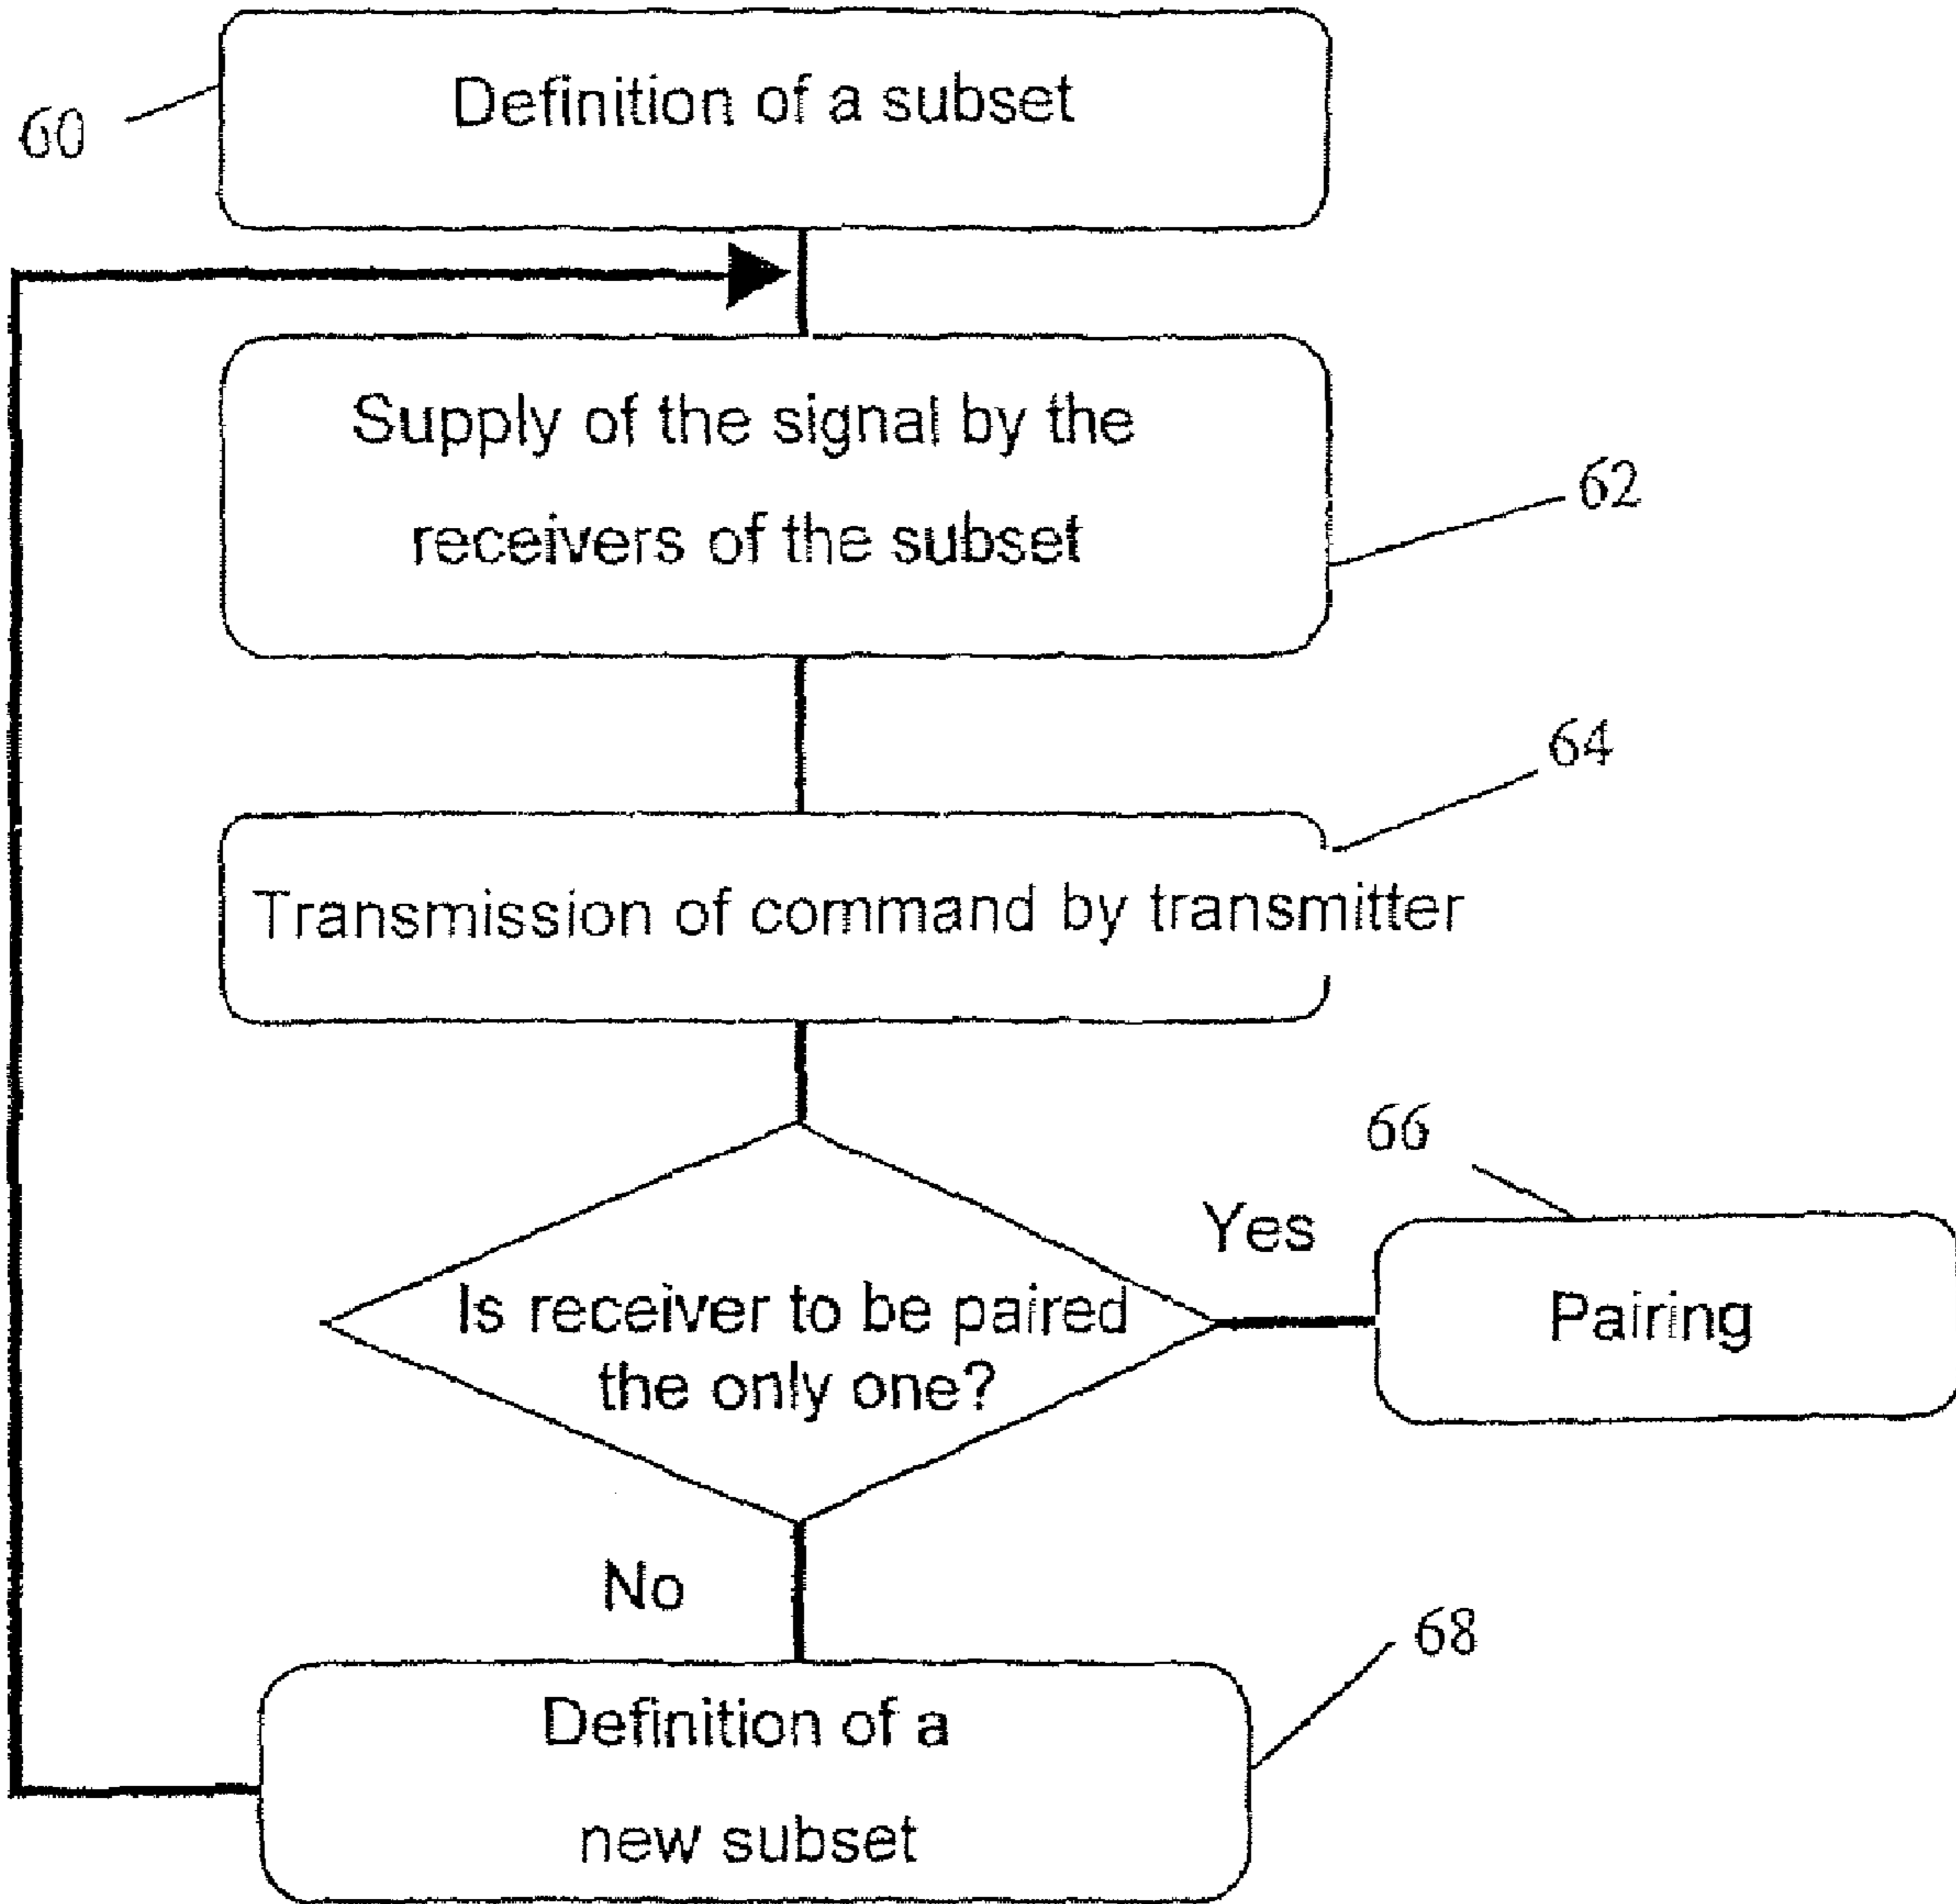 60
Definition of a subset
Supply of the signal by the
receivers of the subset
62
64
Transmission of command by transmitter
66
Yes
Is receiver to be paired
the only one?
Pairing
No
68
Definition of a
new subset